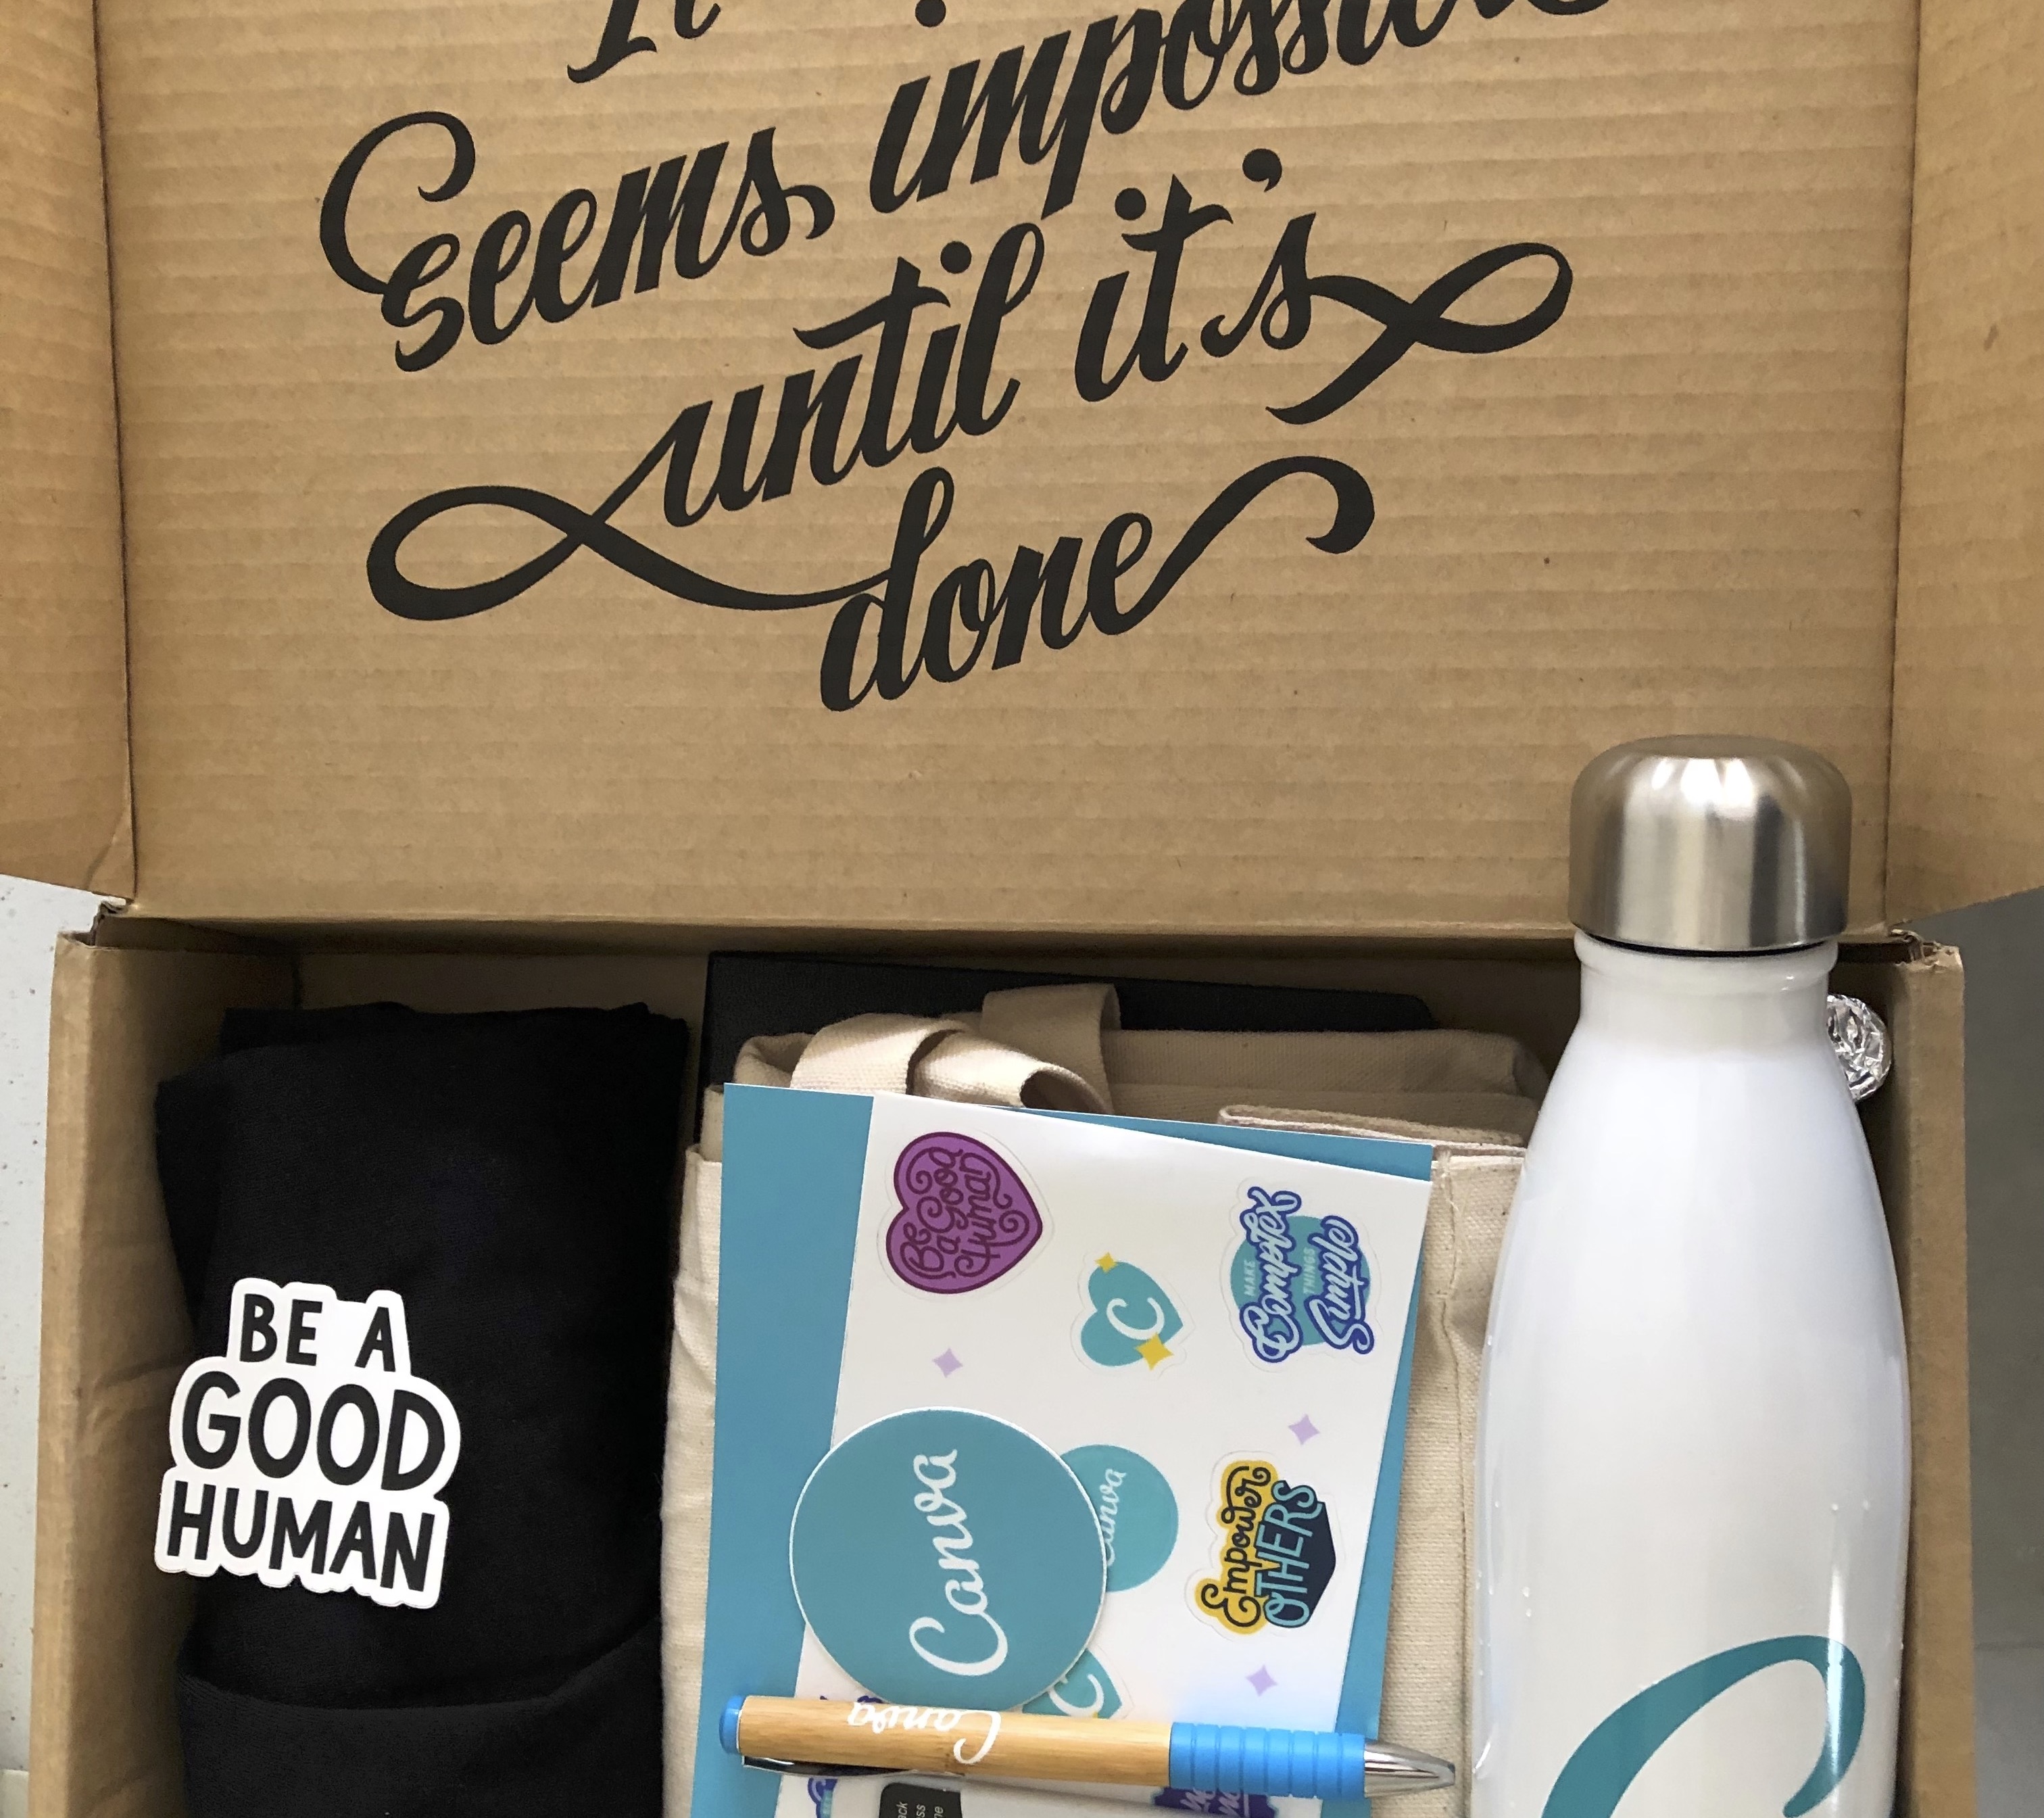 It
seems impossible
until it's
done
BE A
GOOD
HUMAN
Be
a Good
Human
C
MAKE
Complex
THINGS
Simple
Canva
Canva
Empower
OTHERS
C
Canva
C